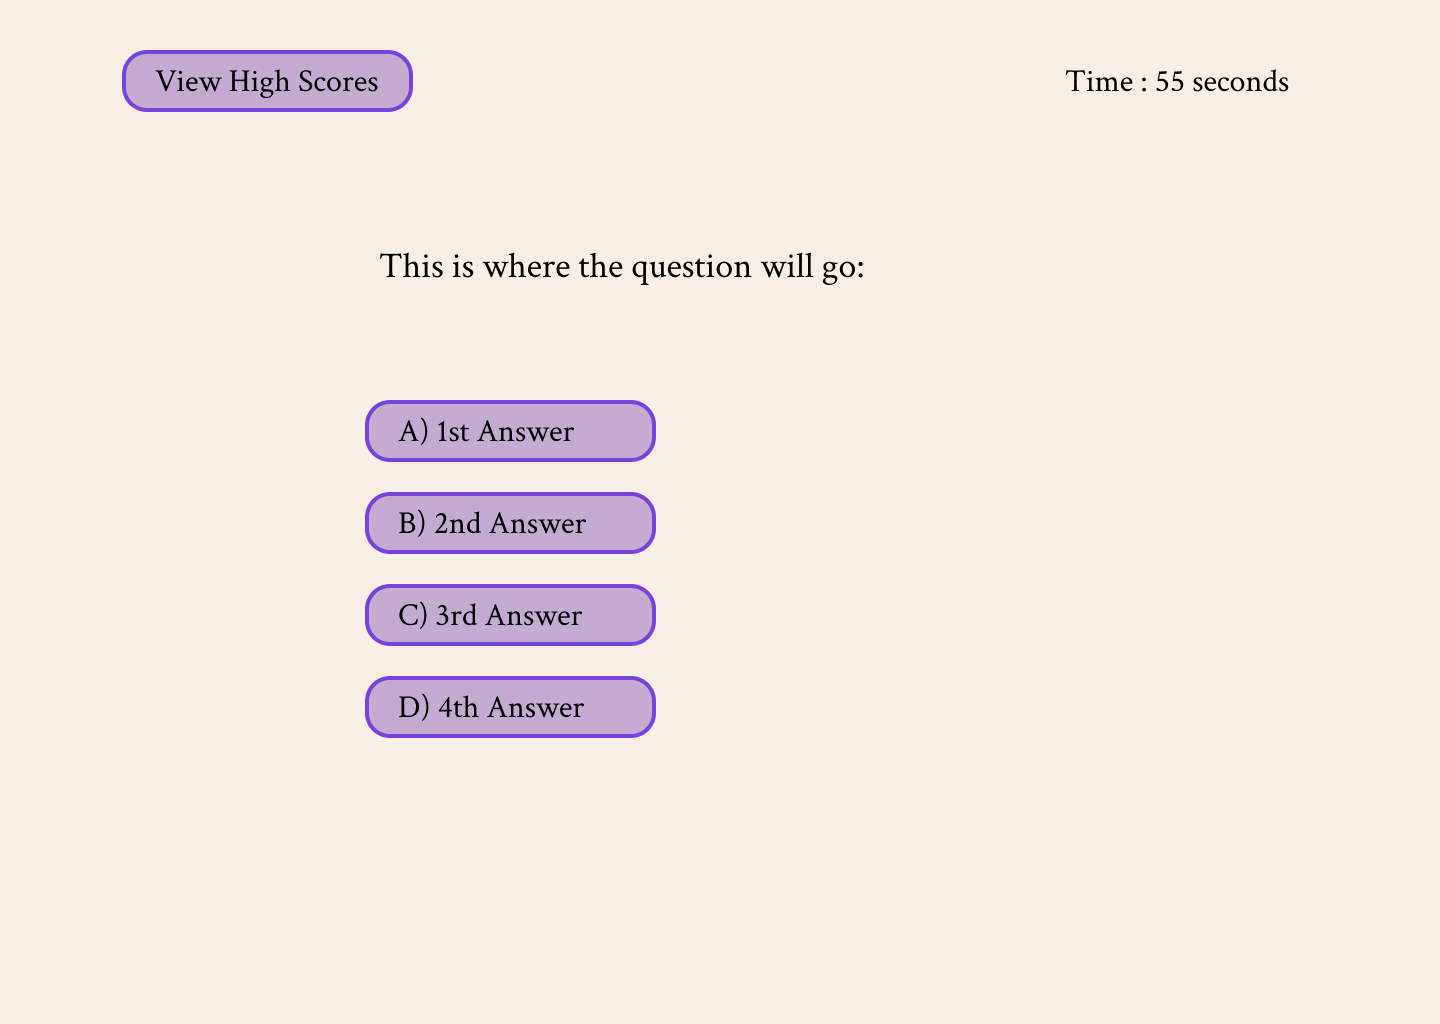 View High Scores
Time : 55 seconds
This is where the question will go:
A) 1st Answer
B) 2nd Answer
C) 3rd Answer
D) 4th Answer